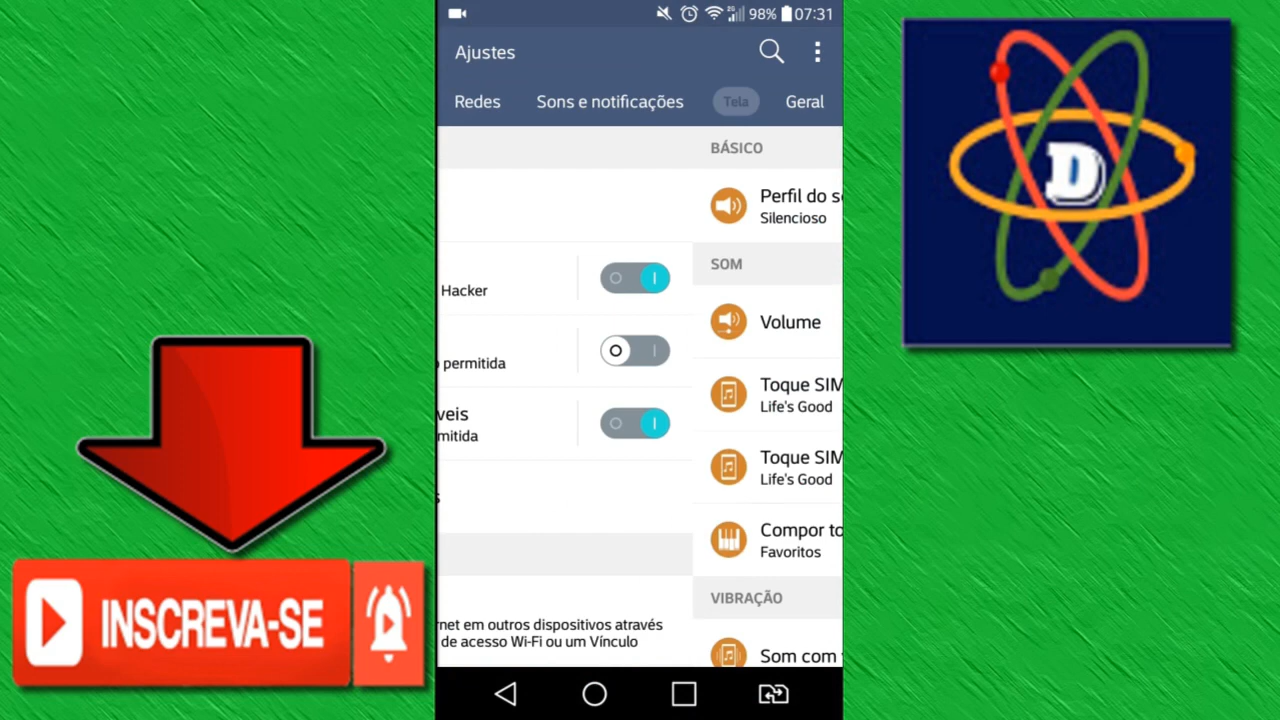 2G 98% 07:31
Ajustes
Redes Sons e notificações Tela Geral
BÁSICO
Perfil do s
Silencioso
Hacker
SOM
permitida
Volume
veis
mitida
Toque SIM
Life's Good
Toque SIM
Life's Good
s
Compor to
Favoritos
VIBRAÇÃO
rnet em outros dispositivos através
de acesso Wi-Fi ou um Vínculo
Som com
D
INSCREVA-SE